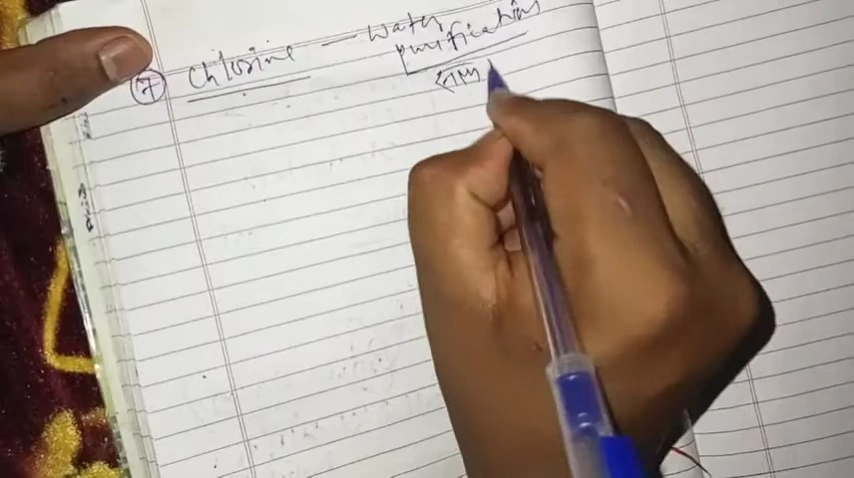 7 Chlorine — Water
purification